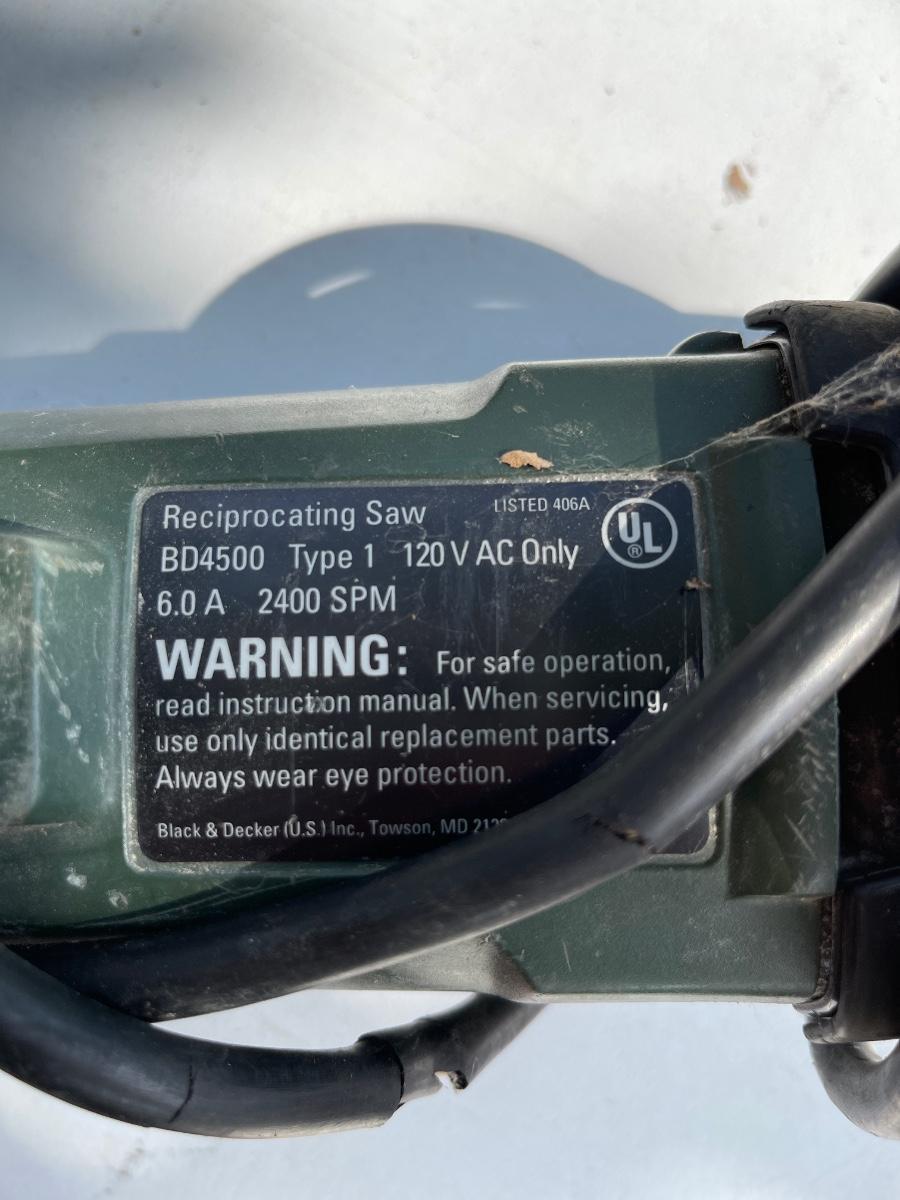 Reciprocating Saw LISTED 406A
BD4500 Type 1 120 V AC Only UL ®
6.0 A 2400 SPM
WARNING: For safe operation,
read instruction manual. When servicing,
use only identical replacement parts.
Always wear eye protection.
Black & Decker (U.S.) Inc., Towson, MD